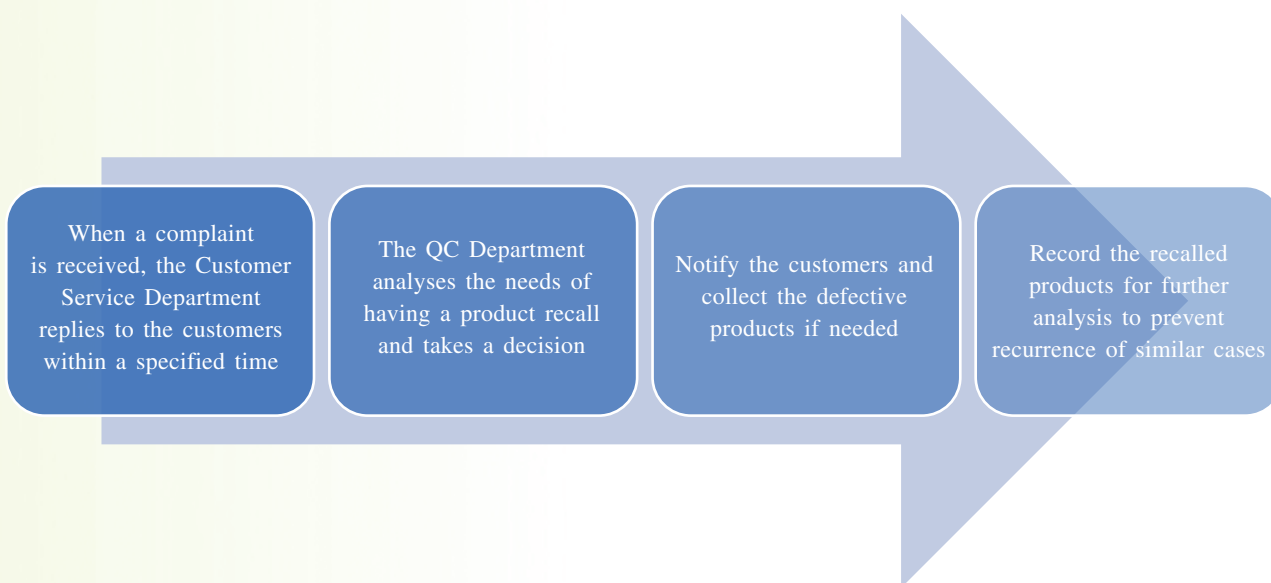 When a complaint
is received, the Customer
Service Department
replies to the customers
within a specified time
The QC Department
analyses the needs of
having a product recall
and takes a decision
Notify the customers and
collect the defective
products if needed
Record the recalled
products for further
analysis to prevent
recurrence of similar cases